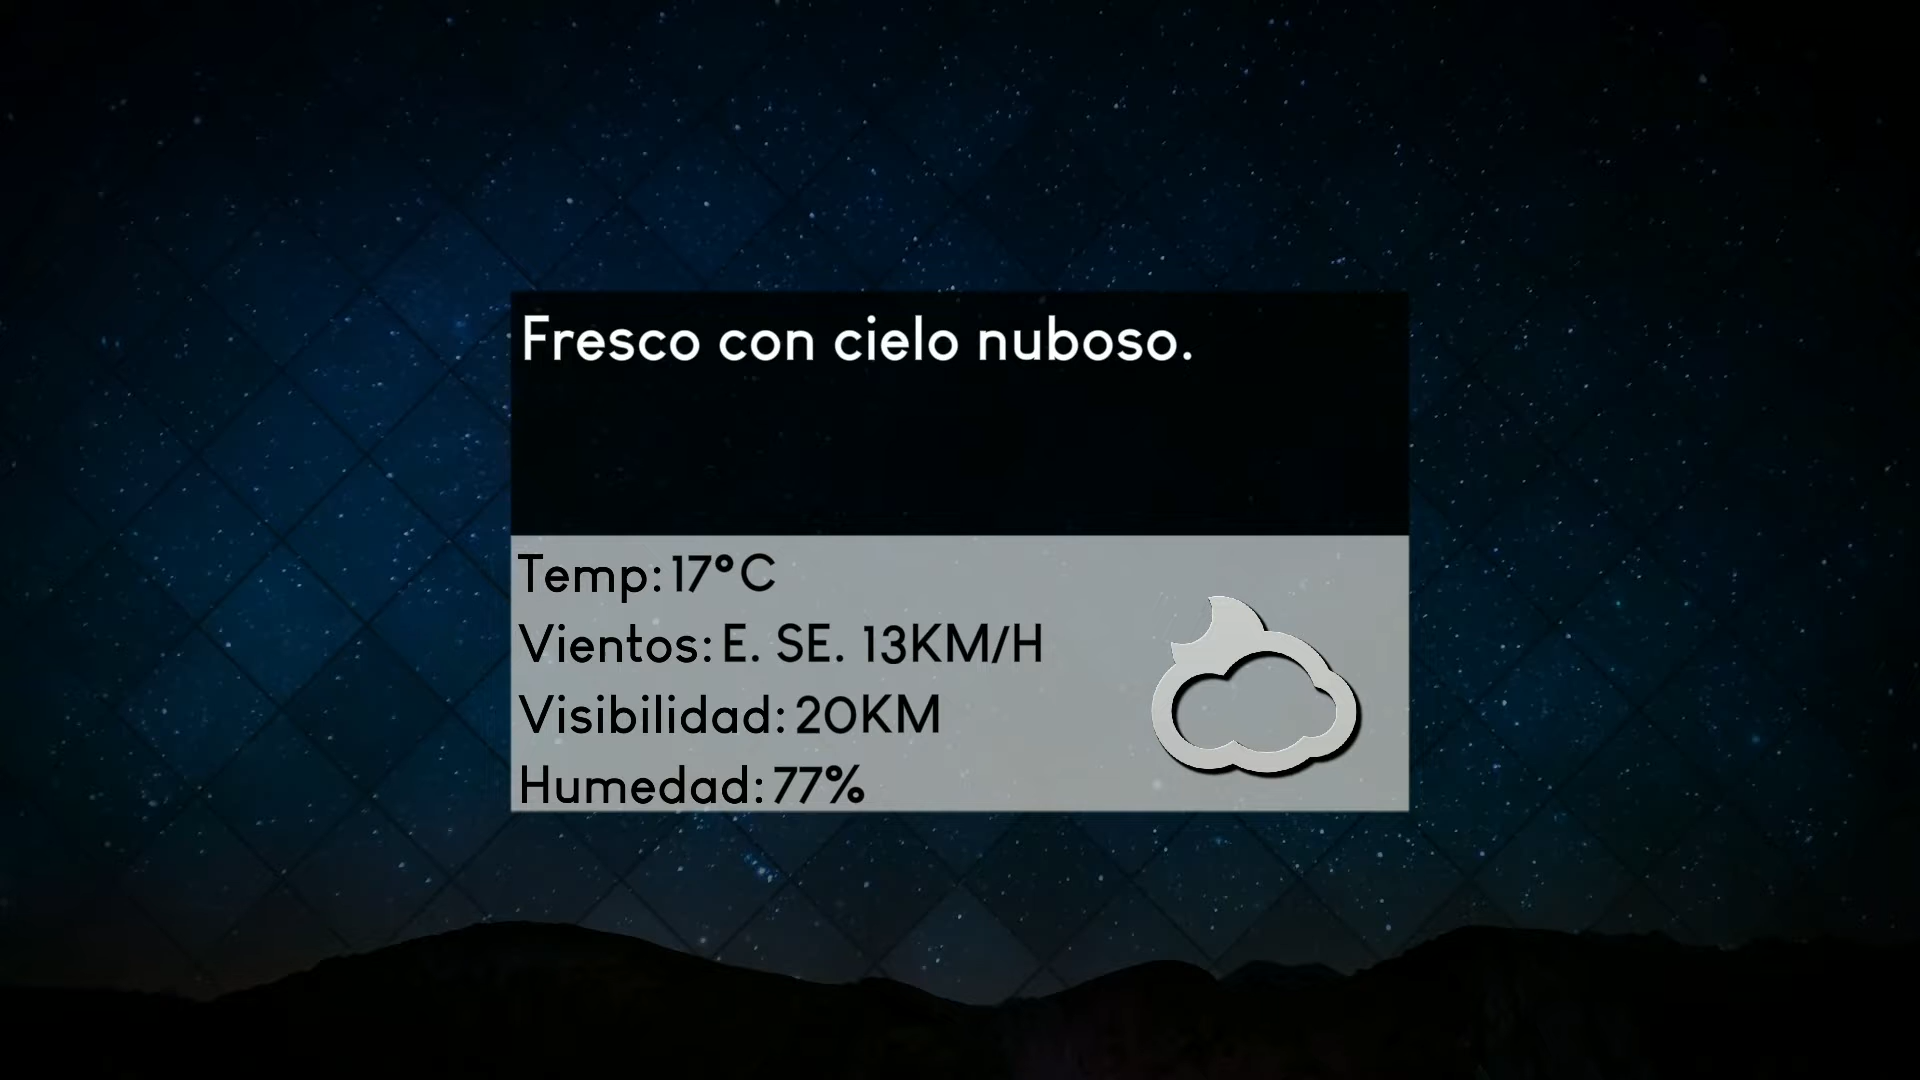 Fresco con cielo nuboso.
Temp: 17°C
Vientos: E. SE. 13KM/H
Visibilidad: 20KM
Humedad: 77%